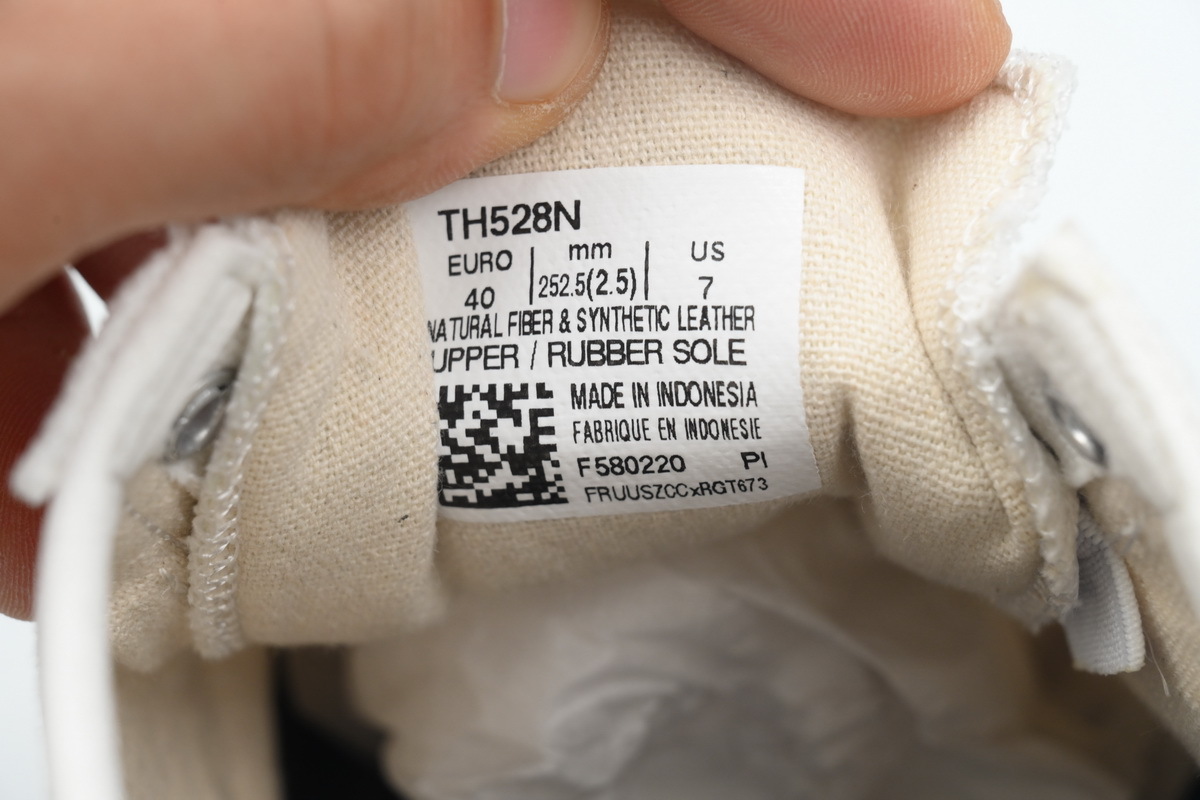 TH528N
EURO | mm | US
40 | 252.5(2.5) | 7
NATURAL FIBER & SYNTHETIC LEATHER
UPPER / RUBBER SOLE
MADE IN INDONESIA
FABRIQUE EN INDONESIE
F580220 PI
FRUUSZCCxRGT673